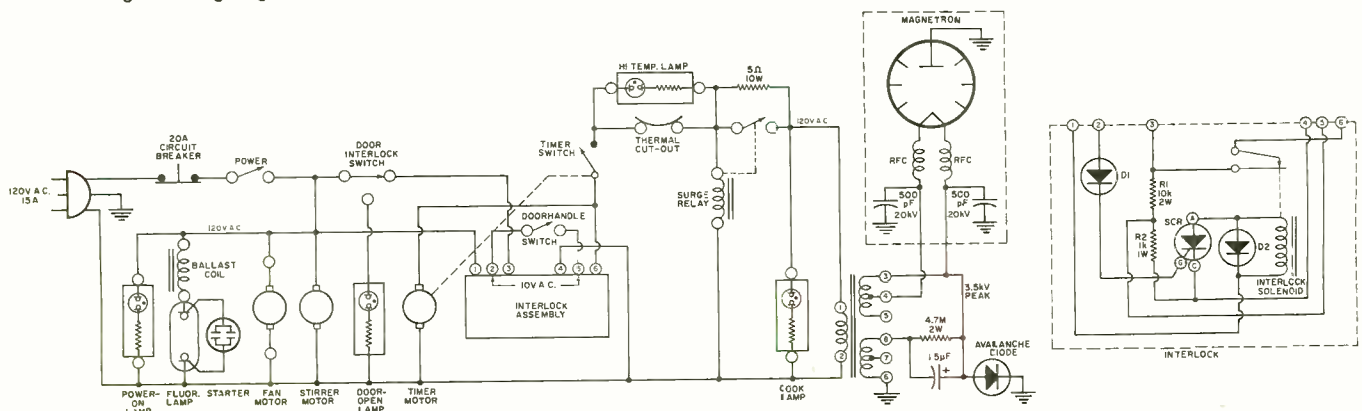 MAGNETRON
HI TEMP. LAMP
5Ω
10W
20A
CIRCUIT
BREAKER
POWER
DOOR
INTERLOCK
SWITCH
TIMER
SWITCH
THERMAL
CUT-OUT
120V A C
RFC
RFC
120V A C.
15A
SURGE
RELAY
500
pF
20kV
500
pF
20kV
120V A C
BALLAST
COIL
DOORHANDLE
SWITCH
1 2 3 4 5 6
10V A C.
INTERLOCK
ASSEMBLY
POWER-
ON
LAMP
FLUOR.
LAMP
STARTER
FAN
MOTOR
STIRRER
MOTOR
DOOR-
OPEN
LAMP
TIMER
MOTOR
COOK
LAMP
1
2
3
4
5
8
7
6
3.5kV
PEAK
4.7M
2W
1.5µF +
AVALANCHE
DIODE
1 2 3 4 5 6
D1
R1
10k
2W
R2
1k
1W
SCR
A
G
C
D2
INTERLOCK
SOLENOID
INTERLOCK